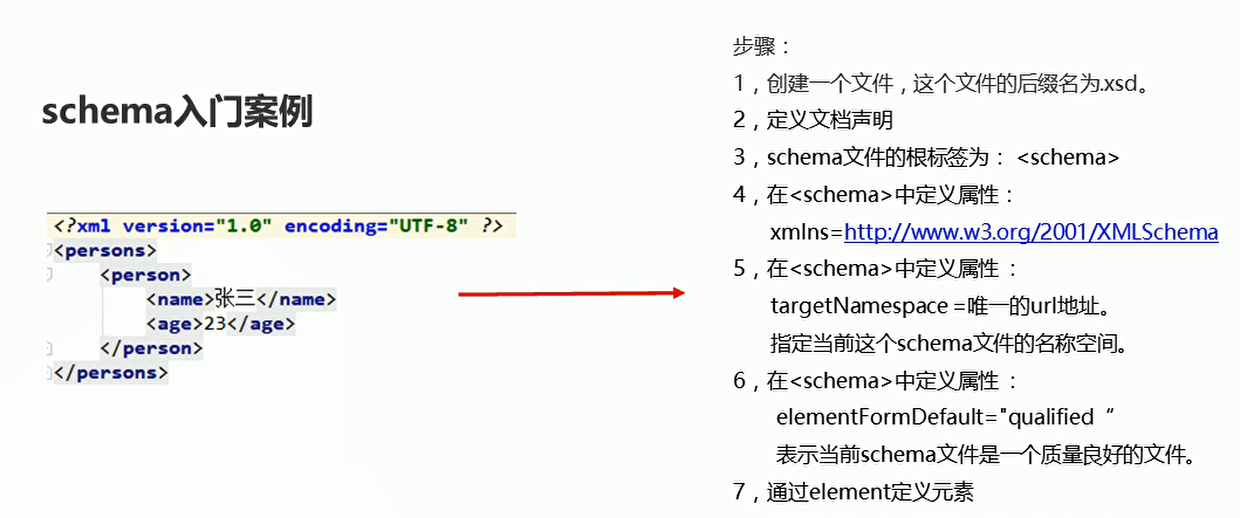 schema入门案例
<?xml version="1.0" encoding="UTF-8" ?>
<persons>
<person>
<name>张三</name>
<age>23</age>
</person>
</persons>
步骤：
1，创建一个文件，这个文件的后缀名为.xsd。
2，定义文档声明
3，schema文件的根标签为： <schema>
4，在<schema>中定义属性：
xmlns=http://www.w3.org/2001/XMLSchema
5，在<schema>中定义属性 ：
targetNamespace =唯一的url地址。
指定当前这个schema文件的名称空间。
6，在<schema>中定义属性 ：
elementFormDefault="qualified“
表示当前schema文件是一个质量良好的文件。
7，通过element定义元素